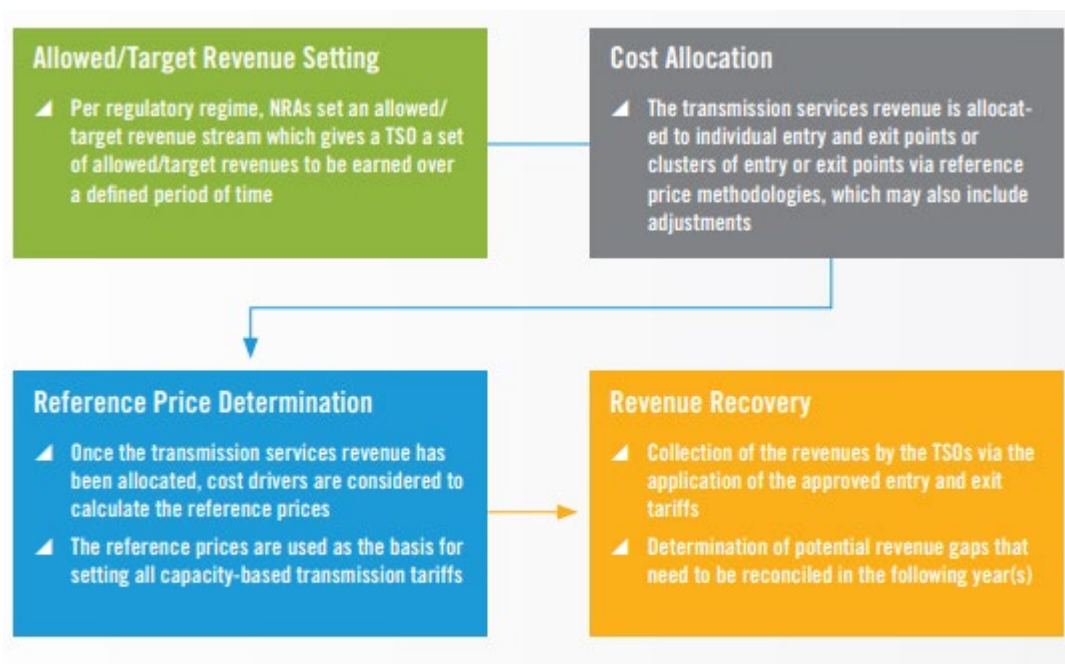 Allowed/Target Revenue Setting
Per regulatory regime, NRAs set an allowed/
target revenue stream which gives a TSO a set
of allowed/target revenues to be earned over
a defined period of time
Cost Allocation
The transmission services revenue is allocat-
ed to individual entry and exit points or
clusters of entry or exit points via reference
price methodologies, which may also include
adjustments
Reference Price Determination
Once the transmission services revenue has
been allocated, cost drivers are considered to
calculate the reference prices
The reference prices are used as the basis for
setting all capacity-based transmission tariffs
Revenue Recovery
Collection of the revenues by the TSOs via the
application of the approved entry and exit
tariffs
Determination of potential revenue gaps that
need to be reconciled in the following year(s)